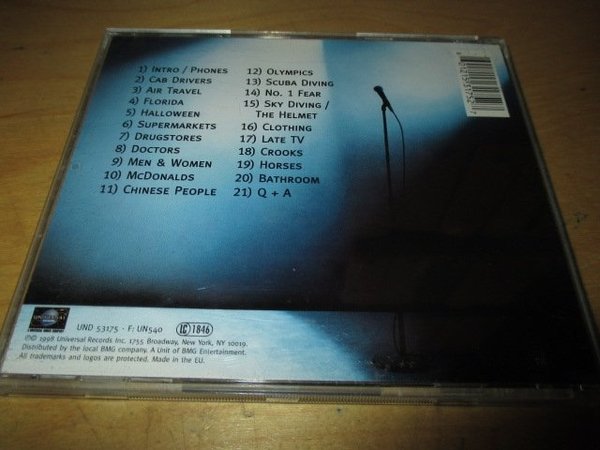 1) Intro / Phones
2) Cab Drivers
3) Air Travel
4) Florida
5) Halloween
6) Supermarkets
7) Drugstores
8) Doctors
9) Men & Women
10) McDonalds
11) Chinese People
12) Olympics
13) Scuba Diving
14) No. 1 Fear
15) Sky Diving /
The Helmet
16) Clothing
17) Late TV
18) Crooks
19) Horses
20) Bathroom
21) Q + A
UNIVERSAL
UND 53175 · F: UN540
LC 1846
℗© 1998 Universal Records Inc. 1755 Broadway, New York, NY 10019.
Distributed by the local BMG company. A Unit of BMG Entertainment.
All trademarks and logos are protected. Made in the EU.